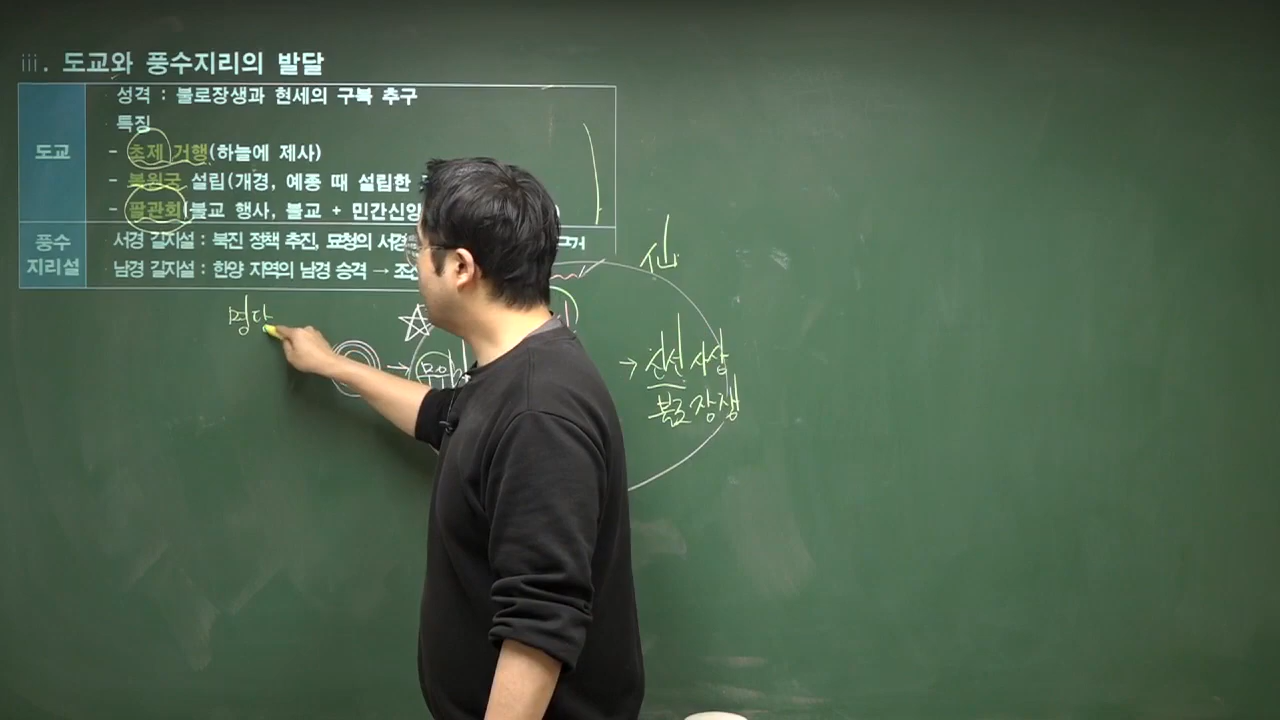 ⅲ. 도교와 풍수지리의 발달
도교
성격 : 불로장생과 현세의 구복 추구
특징
- 초제 거행(하늘에 제사)
- 복원궁 설립(개경, 예종 때 설립한
- 팔관회(불교 행사, 불교 + 민간신앙
풍수
지리설
서경 길지설 : 북진 정책 추진, 묘청의 서경 근거
남경 길지설 : 한양 지역의 남경 승격 → 조선
仙
명다
→
→ 신선 사상
불로장생